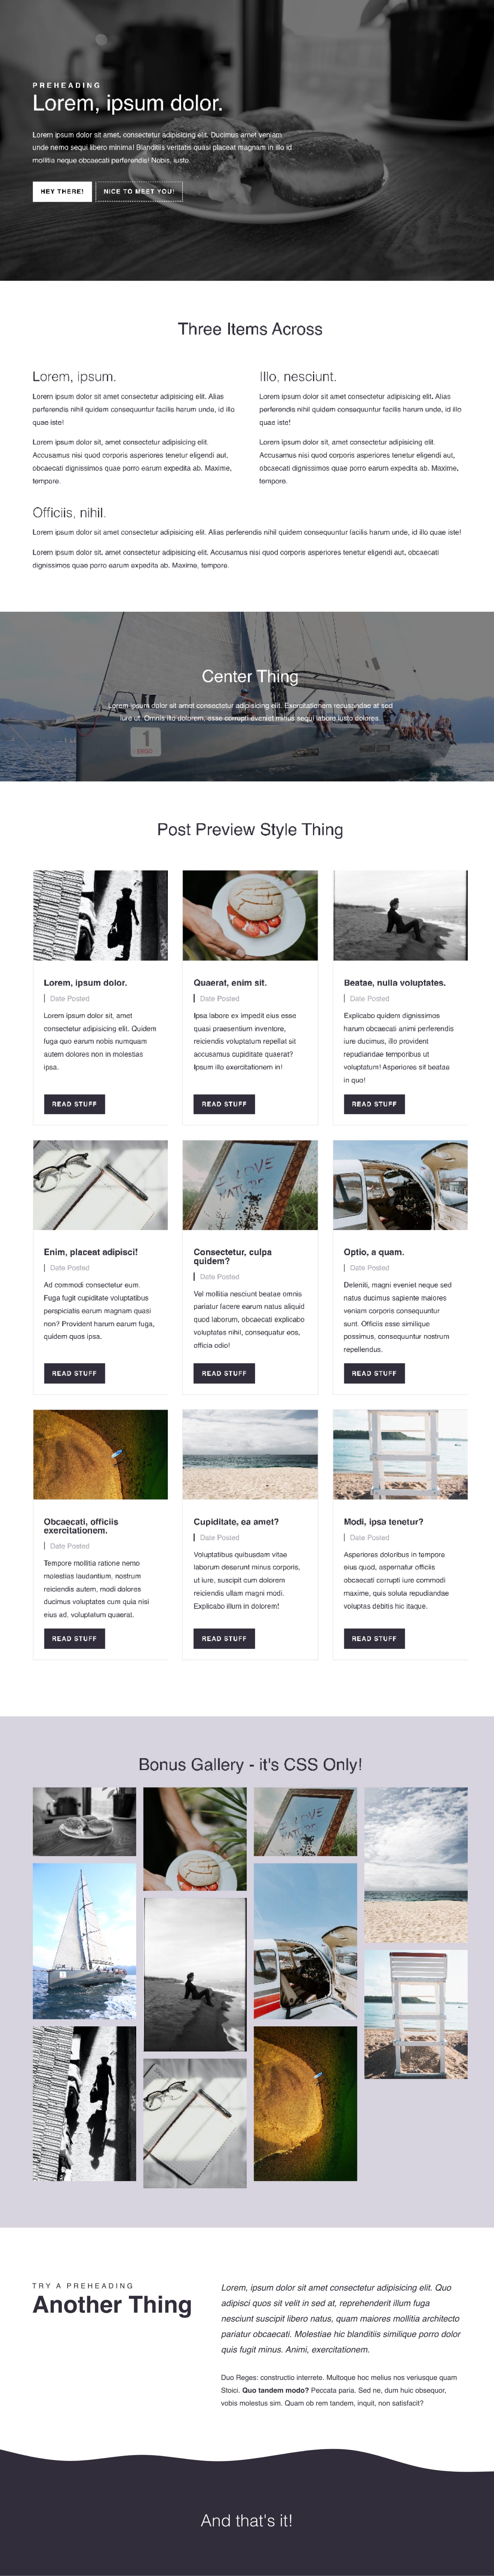 PREHEADING
Lorem, ipsum dolor.
Lorem ipsum dolor sit amet, consectetur adipisicing elit. Ducimus amet veniam
unde nemo sequi libero minima! Blanditiis veritatis quasi placeat magnam in illo id
mollitia neque obcaecati perferendis! Nobis, iusto.
HEY THERE!
NICE TO MEET YOU!
Three Items Across
Lorem, ipsum.
Lorem ipsum dolor sit amet consectetur adipisicing elit. Alias
perferendis nihil quidem consequuntur facilis harum unde, id illo
quae iste!
Lorem ipsum dolor sit, amet consectetur adipisicing elit.
Accusamus nisi quod corporis asperiores tenetur eligendi aut,
obcaecati dignissimos quae porro earum expedita ab. Maxime,
tempore.
Illo, nesciunt.
Lorem ipsum dolor sit amet consectetur adipisicing elit. Alias
perferendis nihil quidem consequuntur facilis harum unde, id illo
quae iste!
Lorem ipsum dolor sit, amet consectetur adipisicing elit.
Accusamus nisi quod corporis asperiores tenetur eligendi aut,
obcaecati dignissimos quae porro earum expedita ab. Maxime,
tempore.
Officiis, nihil.
Lorem ipsum dolor sit amet consectetur adipisicing elit. Alias perferendis nihil quidem consequuntur facilis harum unde, id illo quae iste!
Lorem ipsum dolor sit, amet consectetur adipisicing elit. Accusamus nisi quod corporis asperiores tenetur eligendi aut, obcaecati
dignissimos quae porro earum expedita ab. Maxime, tempore.
Center Thing
Lorem ipsum dolor sit amet consectetur adipisicing elit. Exercitationem recusandae at sed
iure ut. Omnis illo dolorem, esse corrupti eveniet minus sequi labore iusto dolores.
1
ERGO
Post Preview Style Thing
Lorem, ipsum dolor.
Date Posted
Lorem ipsum dolor sit, amet
consectetur adipisicing elit. Quidem
fuga quo earum nobis numquam
autem dolores non in molestias
ipsa.
READ STUFF
Quaerat, enim sit.
Date Posted
Ipsa labore ex impedit eius esse
quasi praesentium inventore,
reiciendis voluptatum repellat sit
accusamus cupiditate quaerat?
Ipsum illo exercitationem in!
READ STUFF
Beatae, nulla voluptates.
Date Posted
Explicabo quidem dignissimos
harum obcaecati animi perferendis
iure ducimus, illo provident
repudiandae temporibus ut
voluptatum! Asperiores sit beatae
in quo!
READ STUFF
Enim, placeat adipisci!
Date Posted
Ad commodi consectetur eum.
Fuga fugit cupiditate voluptatibus
perspiciatis earum magnam quasi
non? Provident harum earum fuga,
quidem quos ipsa.
READ STUFF
I LOVE
Consectetur, culpa
quidem?
Date Posted
Vel mollitia nesciunt beatae omnis
pariatur facere earum natus aliquid
quod laborum, obcaecati explicabo
voluptates nihil, consequatur eos,
officia odio!
READ STUFF
Optio, a quam.
Date Posted
Deleniti, magni eveniet neque sed
natus ducimus sapiente maiores
veniam corporis consequuntur
sunt. Officiis esse similique
possimus, consequuntur nostrum
repellendus.
READ STUFF
Obcaecati, officiis
exercitationem.
Date Posted
Tempore mollitia ratione nemo
molestias laudantium, nostrum
reiciendis autem, modi dolores
ducimus voluptates cum quia nisi
eius ad, voluptatum quaerat.
READ STUFF
Cupiditate, ea amet?
Date Posted
Voluptatibus quibusdam vitae
laborum deserunt minus corporis,
ut iure, suscipit cum dolorem
reiciendis ullam magni modi.
Explicabo illum in dolorem!
READ STUFF
Modi, ipsa tenetur?
Date Posted
Asperiores doloribus in tempore
eius quod, aspernatur officiis
obcaecati corrupti iure commodi
maxime, quis soluta repudiandae
voluptas debitis hic itaque.
READ STUFF
Bonus Gallery - it's CSS Only!
I LOVE
TRY A PREHEADING
Another Thing
Lorem, ipsum dolor sit amet consectetur adipisicing elit. Quo
adipisci quos sit velit in sed at, reprehenderit illum fuga
nesciunt suscipit libero natus, quam maiores mollitia architecto
pariatur obcaecati. Molestiae hic blanditiis similique porro dolor
quis fugit minus. Animi, exercitationem.
Duo Reges: constructio interrete. Multoque hoc melius nos veriusque quam
Stoici. Quo tandem modo? Peccata paria. Sed ne, dum huic obsequor,
vobis molestus sim. Quam ob rem tandem, inquit, non satisfacit?
And that's it!